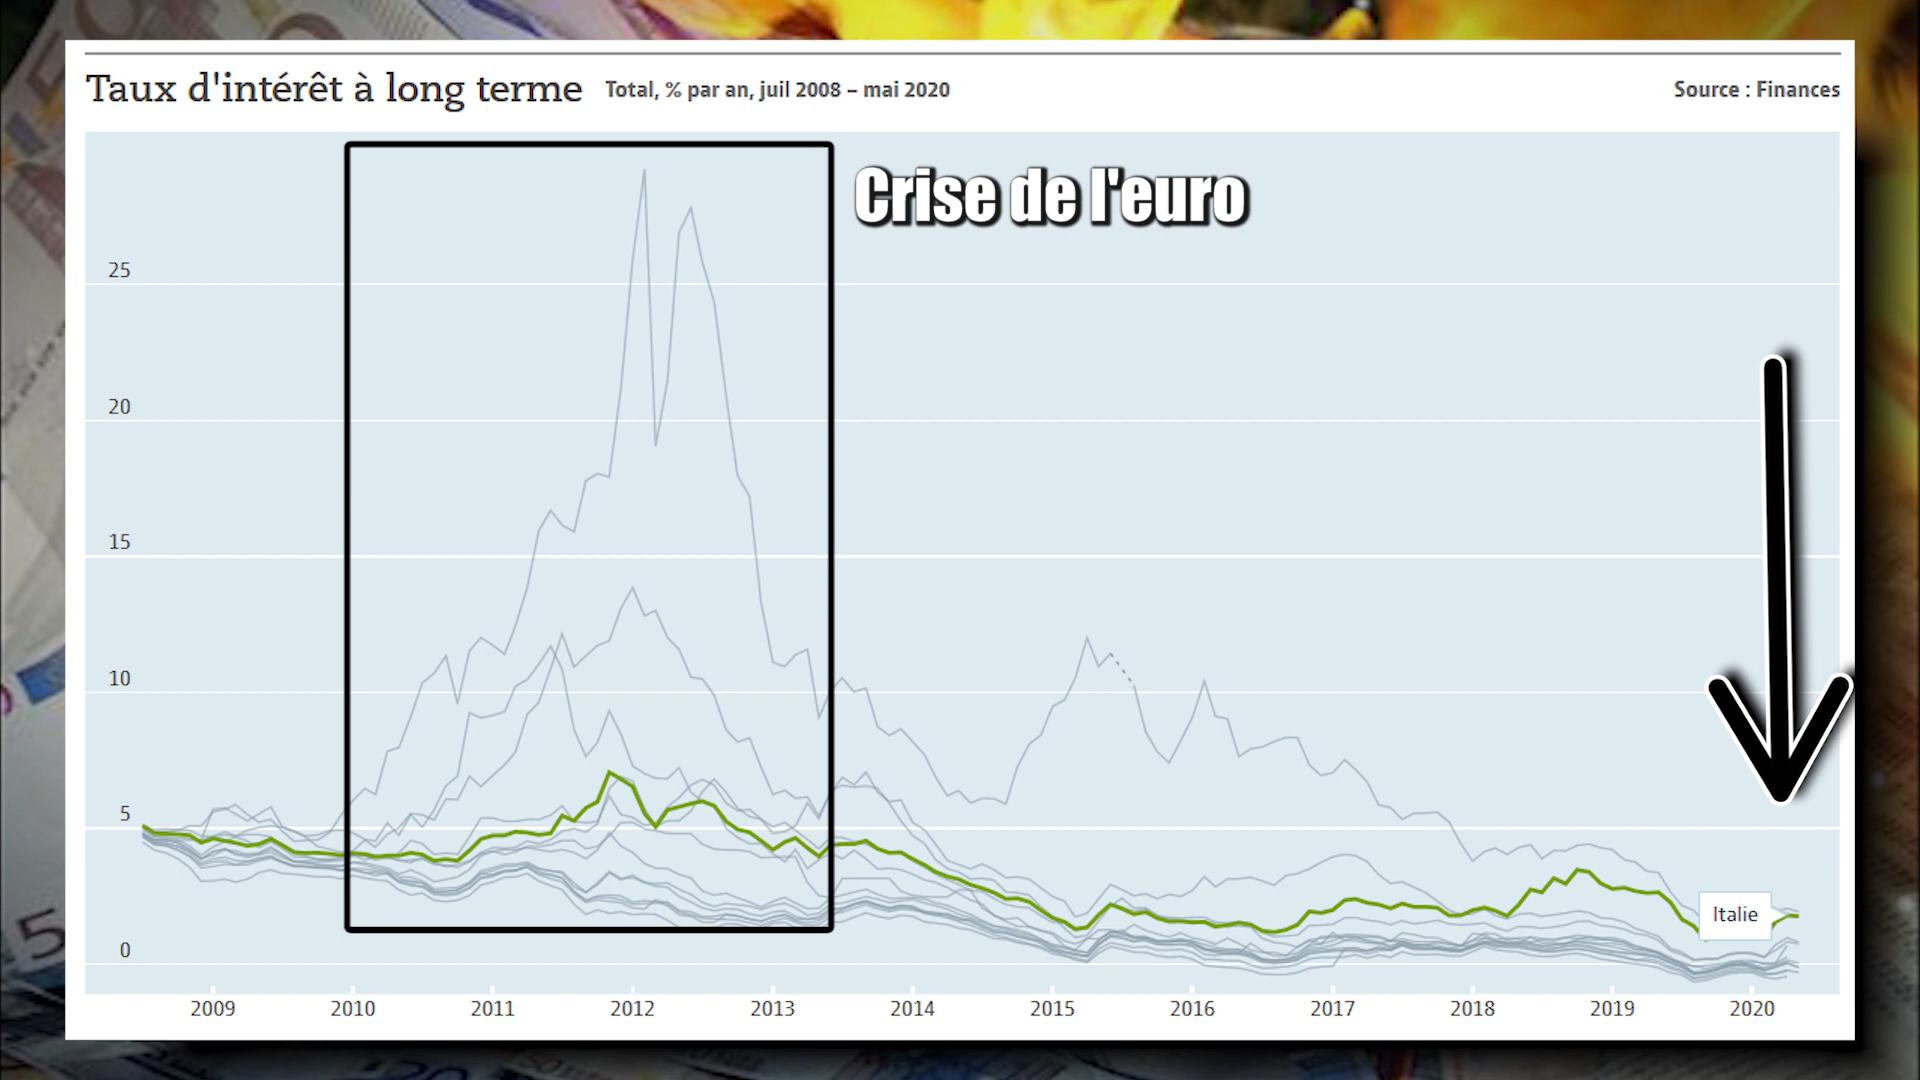 Taux d'intérêt à long terme Total, % par an, juil 2008 – mai 2020 Source : Finances
Crise de l'euro
25
20
15
10
5
Italie
0
2009 2010 2011 2012 2013 2014 2015 2016 2017 2018 2019 2020